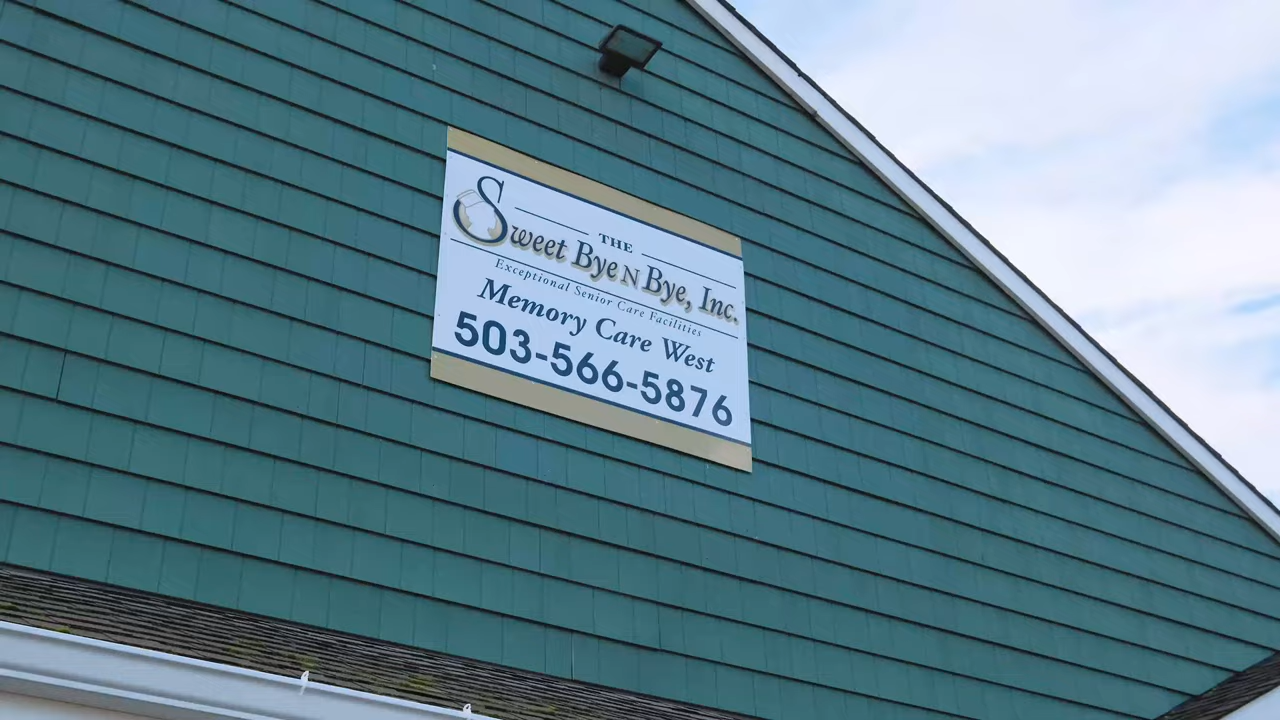 THE
Sweet Bye N Bye, Inc.
Exceptional Senior Care Facilities
Memory Care West
503-566-5876